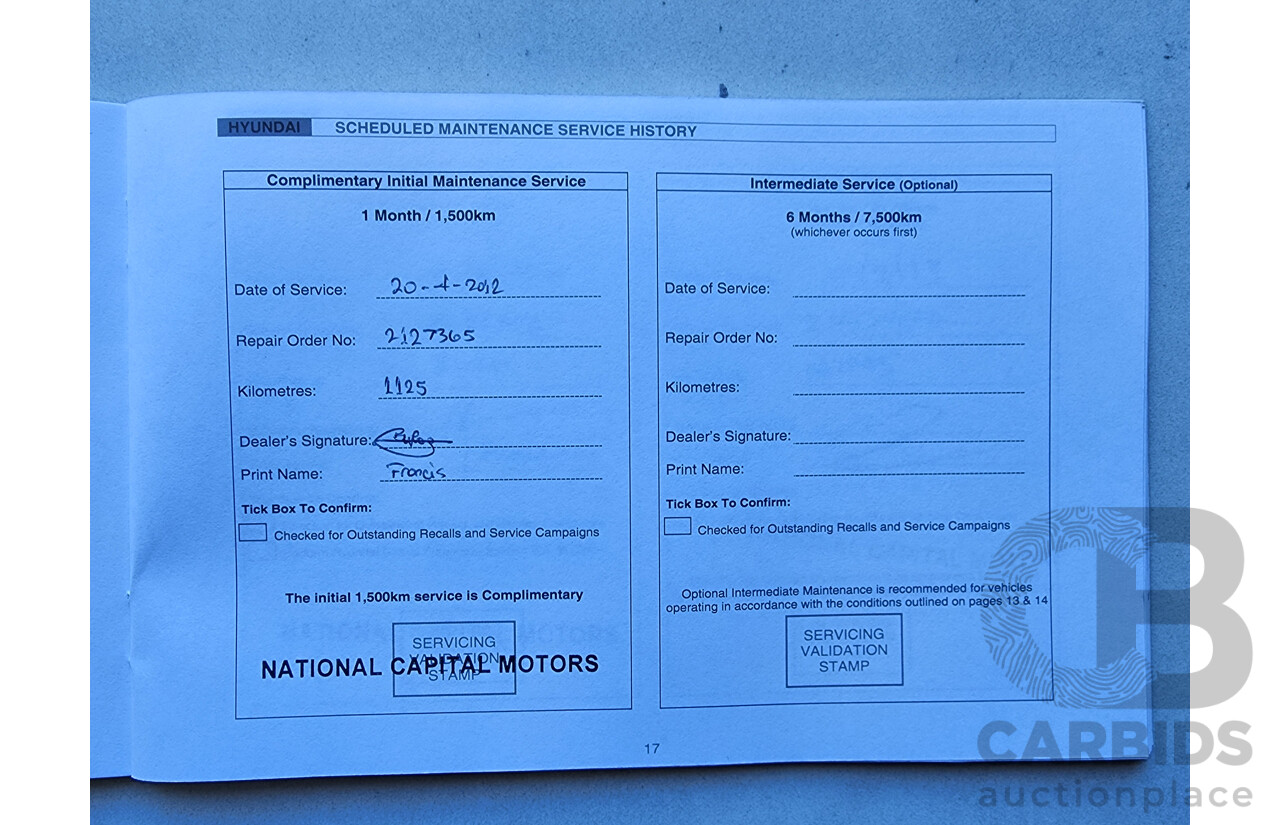 HYUNDAI SCHEDULED MAINTENANCE SERVICE HISTORY
Complimentary Initial Maintenance Service
1 Month / 1,500km
Date of Service: 20-4-2012
Repair Order No: 2127365
Kilometres: 1125
Dealer's Signature:
Print Name: Francis
Tick Box To Confirm:
Checked for Outstanding Recalls and Service Campaigns
The initial 1,500km service is Complimentary
SERVICING
VALIDATION
STAMP
NATIONAL CAPITAL MOTORS
Intermediate Service (Optional)
6 Months / 7,500km
(whichever occurs first)
Date of Service:
Repair Order No:
Kilometres:
Dealer's Signature:
Print Name:
Tick Box To Confirm:
Checked for Outstanding Recalls and Service Campaigns
Optional Intermediate Maintenance is recommended for vehicles
operating in accordance with the conditions outlined on pages 13 & 14
SERVICING
VALIDATION
STAMP
17
CB
CARBIDS
auctionplace